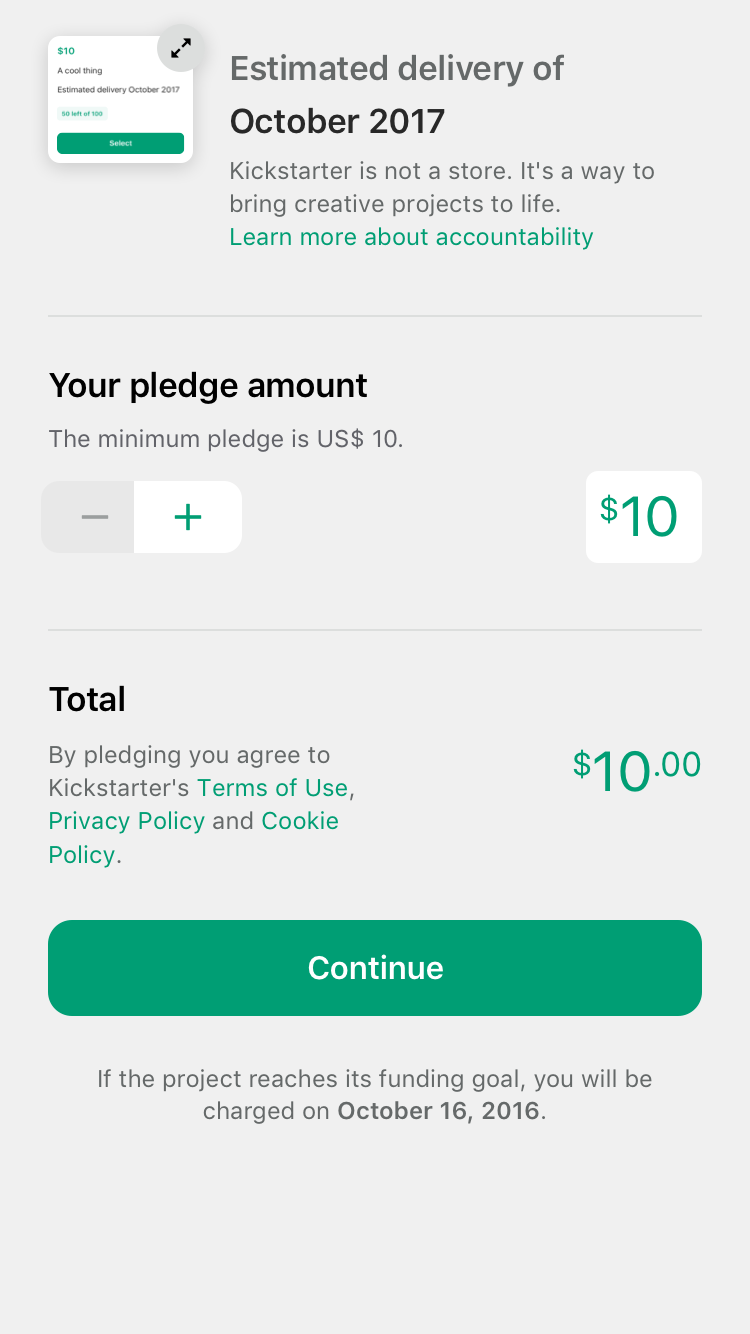 $10
A cool thing
Estimated delivery October 2017
50 left of 100
Select
Estimated delivery of
October 2017
Kickstarter is not a store. It's a way to
bring creative projects to life.
Learn more about accountability
Your pledge amount
The minimum pledge is US$ 10.
$10
Total
By pledging you agree to
Kickstarter's Terms of Use,
Privacy Policy and Cookie
Policy.
$10.00
Continue
If the project reaches its funding goal, you will be
charged on October 16, 2016.